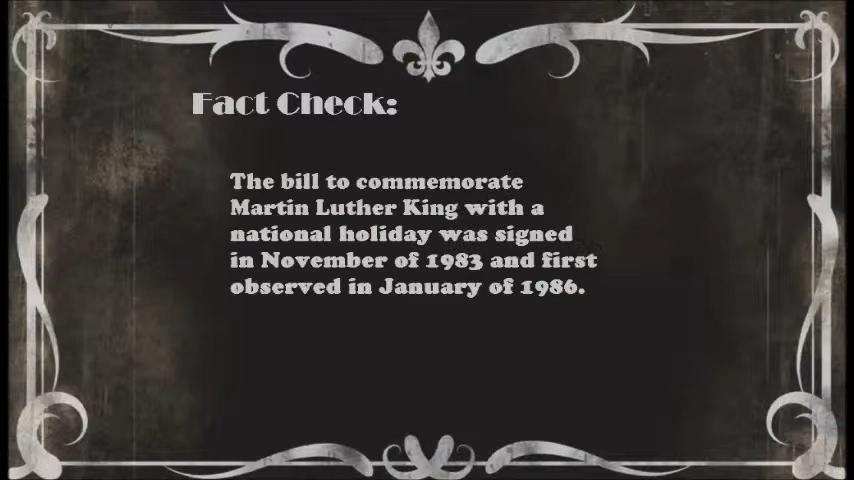 Fact Check:
The bill to commemorate
Martin Luther King with a
national holiday was signed
in November of 1983 and first
observed in January of 1986.